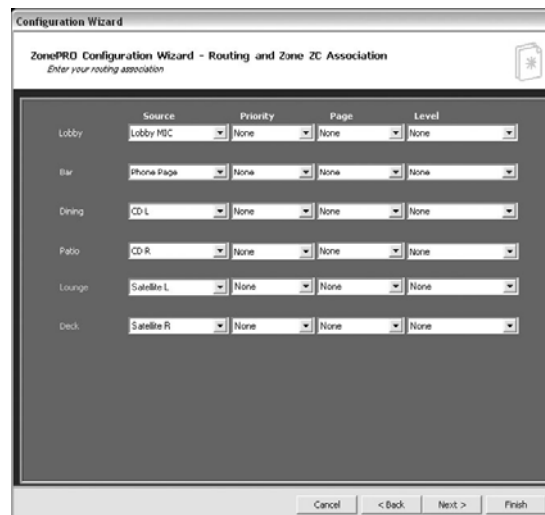 Configuration Wizard
ZonePRO Configuration Wizard - Routing and Zone ZC Association
Enter your routing association
Source Priority Page Level
Lobby Lobby MIC None None None
Bar Phone Page None None None
Dining CD L None None None
Patio CD R None None None
Lounge Satellite L None None None
Deck Satellite R None None None
Cancel < Back Next > Finish